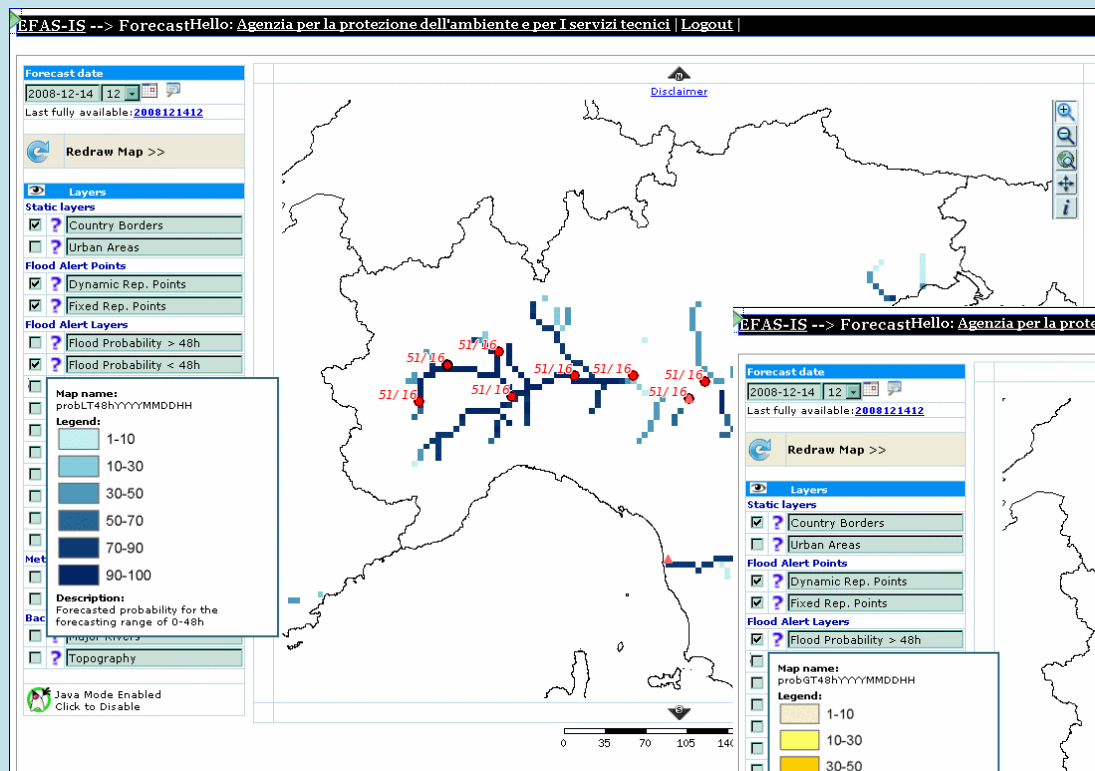 EFAS-IS --> Forecast Hello: Agenzia per la protezione dell'ambiente e per I servizi tecnici | Logout |
Forecast date
2008-12-14 12
Last fully available: 2008121412
Redraw Map >>
Layers
Static layers
? Country Borders
? Urban Areas
Flood Alert Points
? Dynamic Rep. Points
? Fixed Rep. Points
Flood Alert Layers
? Flood Probability > 48h
? Flood Probability < 48h
Map name:
probLT48hYYYYMMDDHH
Legend:
1-10
10-30
30-50
50-70
70-90
90-100
Description:
Forecasted probability for the
forecasting range of 0-48h
Met
Bac
? Major Rivers
? Topography
Java Mode Enabled
Click to Disable
N
Disclaimer
i
51/ 16
51/ 16
51/ 16
51/ 16
51/ 16
51/ 16
51/ 16
51/ 16
S
0 35 70 105 140
EFAS-IS --> Forecast Hello: Agenzia per la prote
Forecast date
2008-12-14 12
Last fully available: 2008121412
Redraw Map >>
Layers
Static layers
? Country Borders
? Urban Areas
Flood Alert Points
? Dynamic Rep. Points
? Fixed Rep. Points
Flood Alert Layers
? Flood Probability > 48h
Map name:
probGT48hYYYYMMDDHH
Legend:
1-10
10-30
30-50